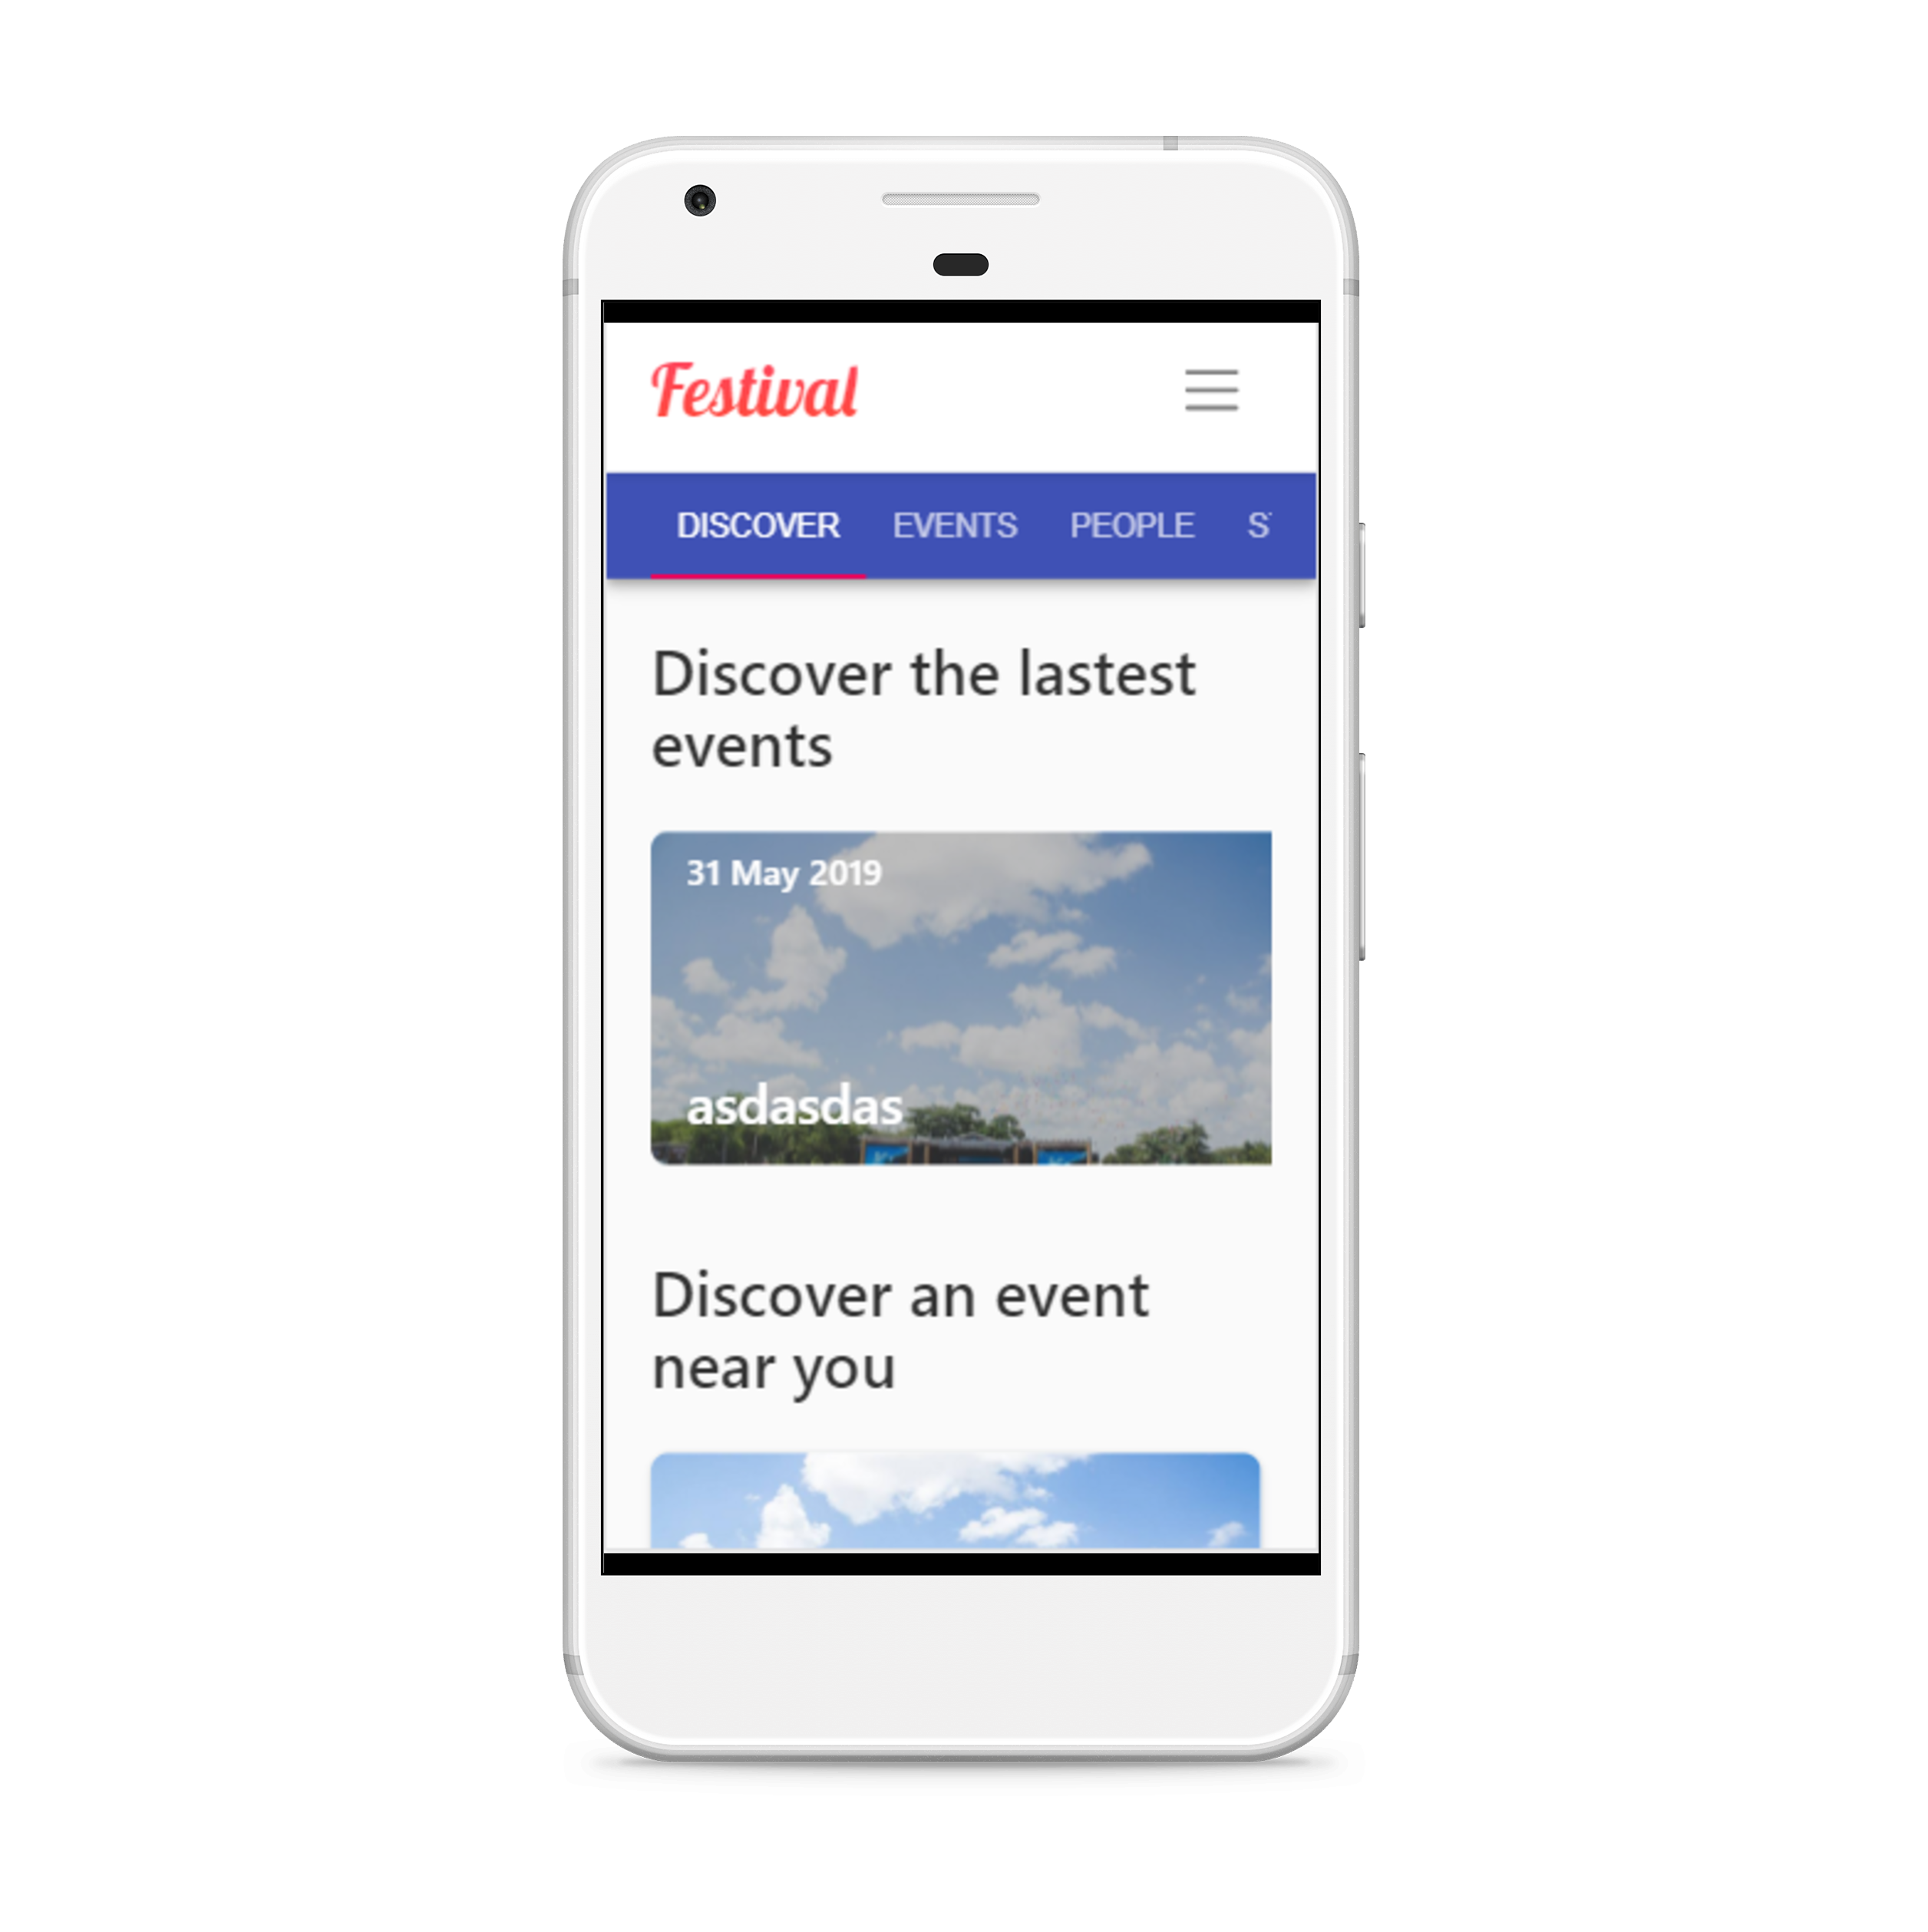 Festival
DISCOVER EVENTS PEOPLE
Discover the lastest
events
31 May 2019
asdasdas
Discover an event
near you